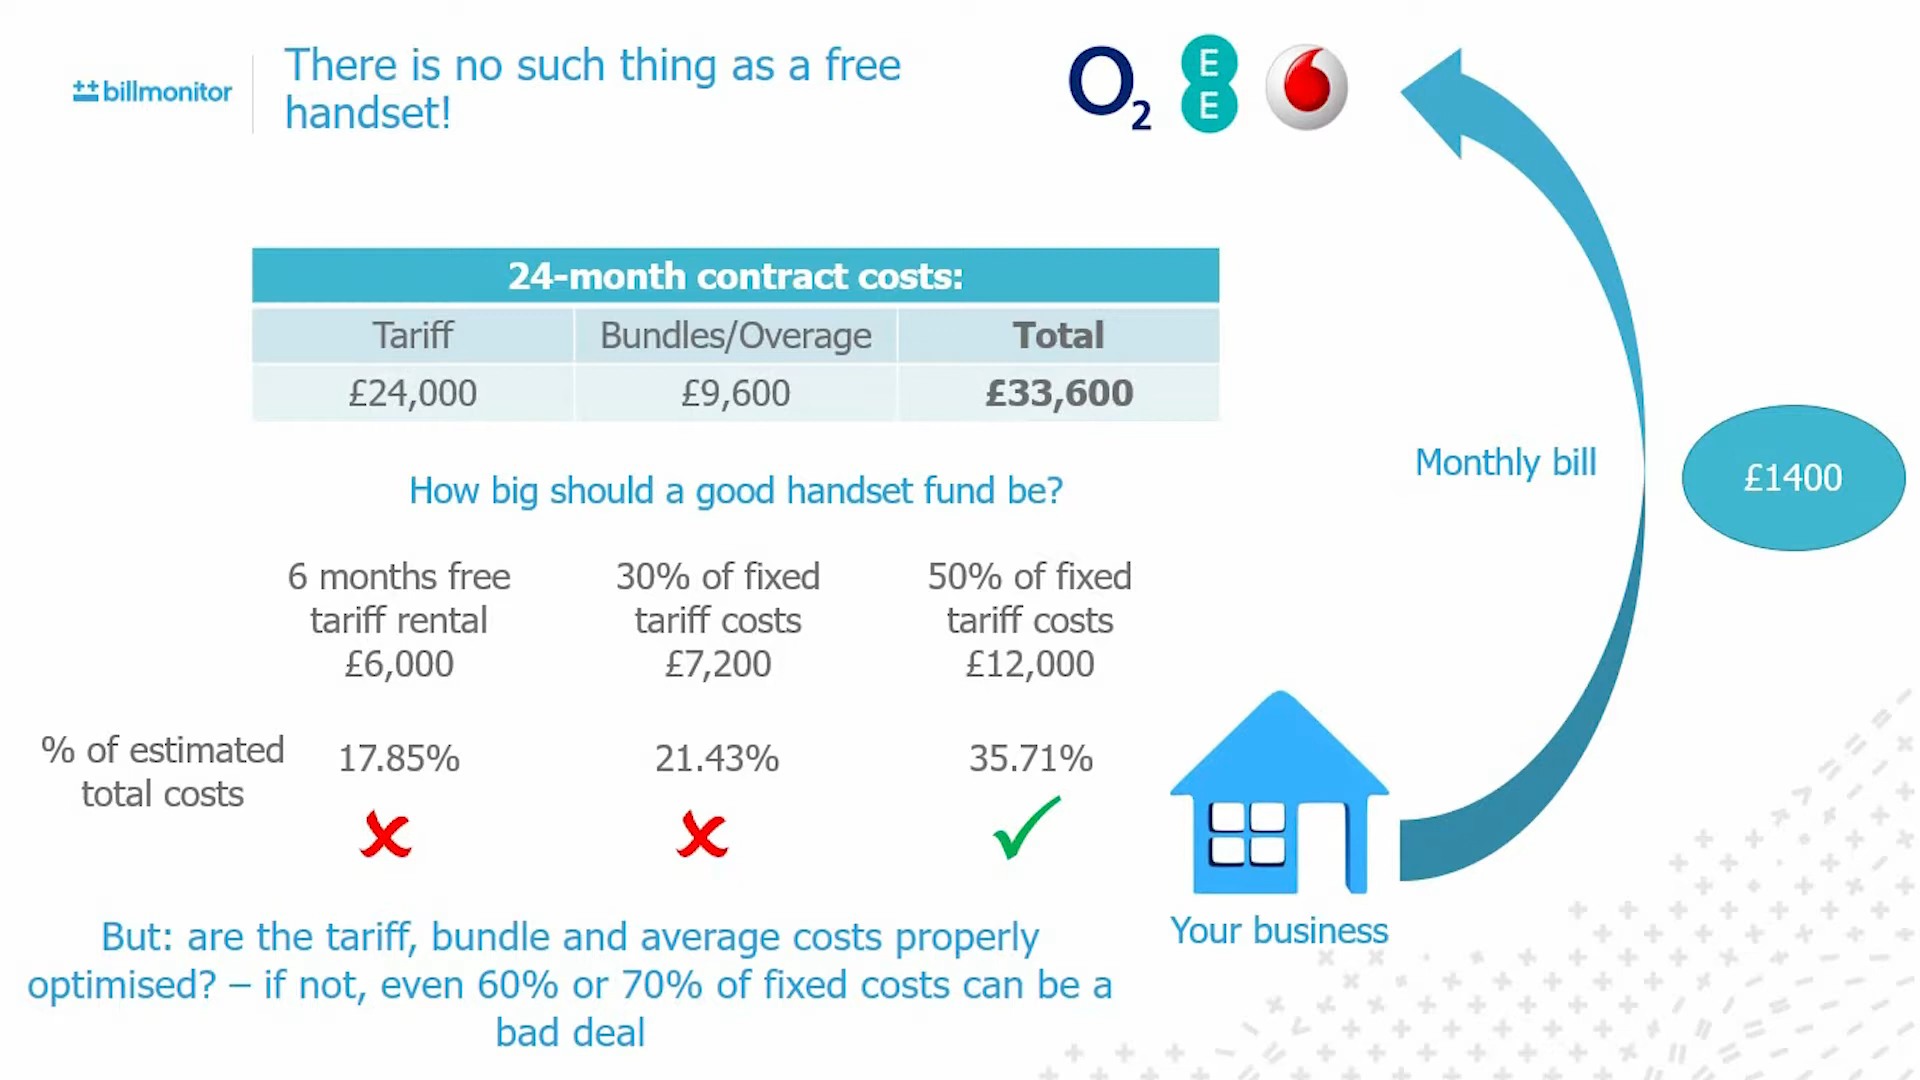 billmonitor
There is no such thing as a free
handset!
O2
E
E
24-month contract costs:
Tariff
Bundles/Overage
Total
£24,000
£9,600
£33,600
How big should a good handset fund be?
6 months free
tariff rental
£6,000
30% of fixed
tariff costs
£7,200
50% of fixed
tariff costs
£12,000
% of estimated
total costs
17.85%
21.43%
35.71%
But: are the tariff, bundle and average costs properly
optimised? – if not, even 60% or 70% of fixed costs can be a
bad deal
Monthly bill
£1400
Your business